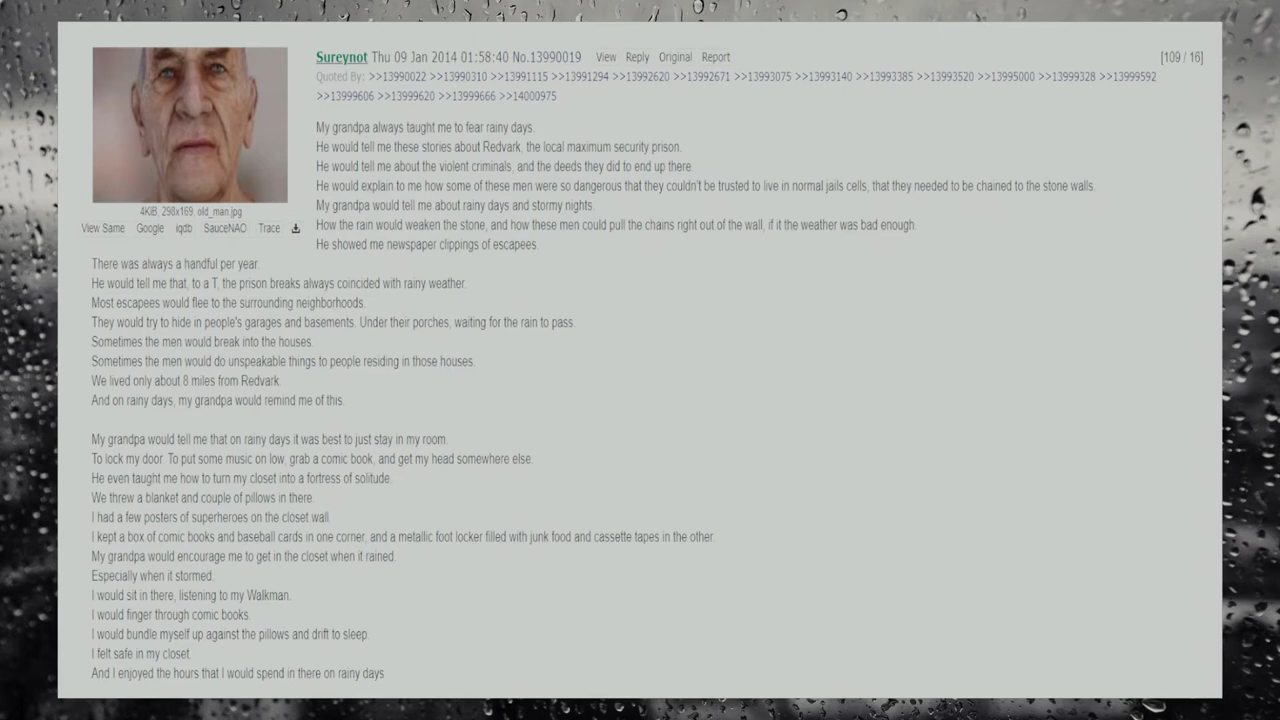 Sureynot Thu 09 Jan 2014 01:58:40 No.13990019 View Reply Original Report [109 / 16]
Quoted By: >>13990022 >>13990310 >>13991115 >>13991294 >>13992620 >>13992671 >>13993075 >>13993140 >>13993385 >>13993520 >>13995000 >>13999328 >>13999592
>>13999606 >>13999620 >>13999666 >>14000975
4KiB, 298x169, old_man.jpg
View Same Google iqdb SauceNAO Trace
My grandpa always taught me to fear rainy days.
He would tell me these stories about Redvark, the local maximum security prison.
He would tell me about the violent criminals, and the deeds they did to end up there.
He would explain to me how some of these men were so dangerous that they couldn't be trusted to live in normal jails cells, that they needed to be chained to the stone walls.
My grandpa would tell me about rainy days and stormy nights.
How the rain would weaken the stone, and how these men could pull the chains right out of the wall, if it the weather was bad enough.
He showed me newspaper clippings of escapees.
There was always a handful per year.
He would tell me that, to a T, the prison breaks always coincided with rainy weather.
Most escapees would flee to the surrounding neighborhoods.
They would try to hide in people's garages and basements. Under their porches, waiting for the rain to pass.
Sometimes the men would break into the houses.
Sometimes the men would do unspeakable things to people residing in those houses.
We lived only about 8 miles from Redvark.
And on rainy days, my grandpa would remind me of this.
My grandpa would tell me that on rainy days it was best to just stay in my room.
To lock my door. To put some music on low, grab a comic book, and get my head somewhere else.
He even taught me how to turn my closet into a fortress of solitude.
We threw a blanket and couple of pillows in there.
I had a few posters of superheroes on the closet wall.
I kept a box of comic books and baseball cards in one corner, and a metallic foot locker filled with junk food and cassette tapes in the other.
My grandpa would encourage me to get in the closet when it rained.
Especially when it stormed.
I would sit in there, listening to my Walkman.
I would finger through comic books.
I would bundle myself up against the pillows and drift to sleep.
I felt safe in my closet.
And I enjoyed the hours that I would spend in there on rainy days